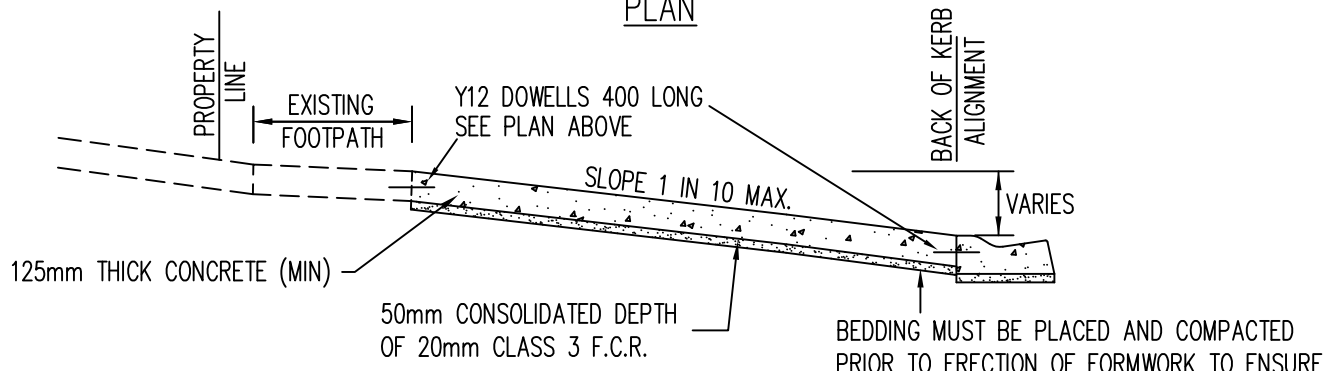 PLAN
PROPERTY
LINE
EXISTING
FOOTPATH
Y12 DOWELLS 400 LONG
SEE PLAN ABOVE
SLOPE 1 IN 10 MAX.
BACK OF KERB
ALIGNMENT
VARIES
125mm THICK CONCRETE (MIN)
50mm CONSOLIDATED DEPTH
OF 20mm CLASS 3 F.C.R.
BEDDING MUST BE PLACED AND COMPACTED
PRIOR TO ERECTION OF FORMWORK TO ENSURE